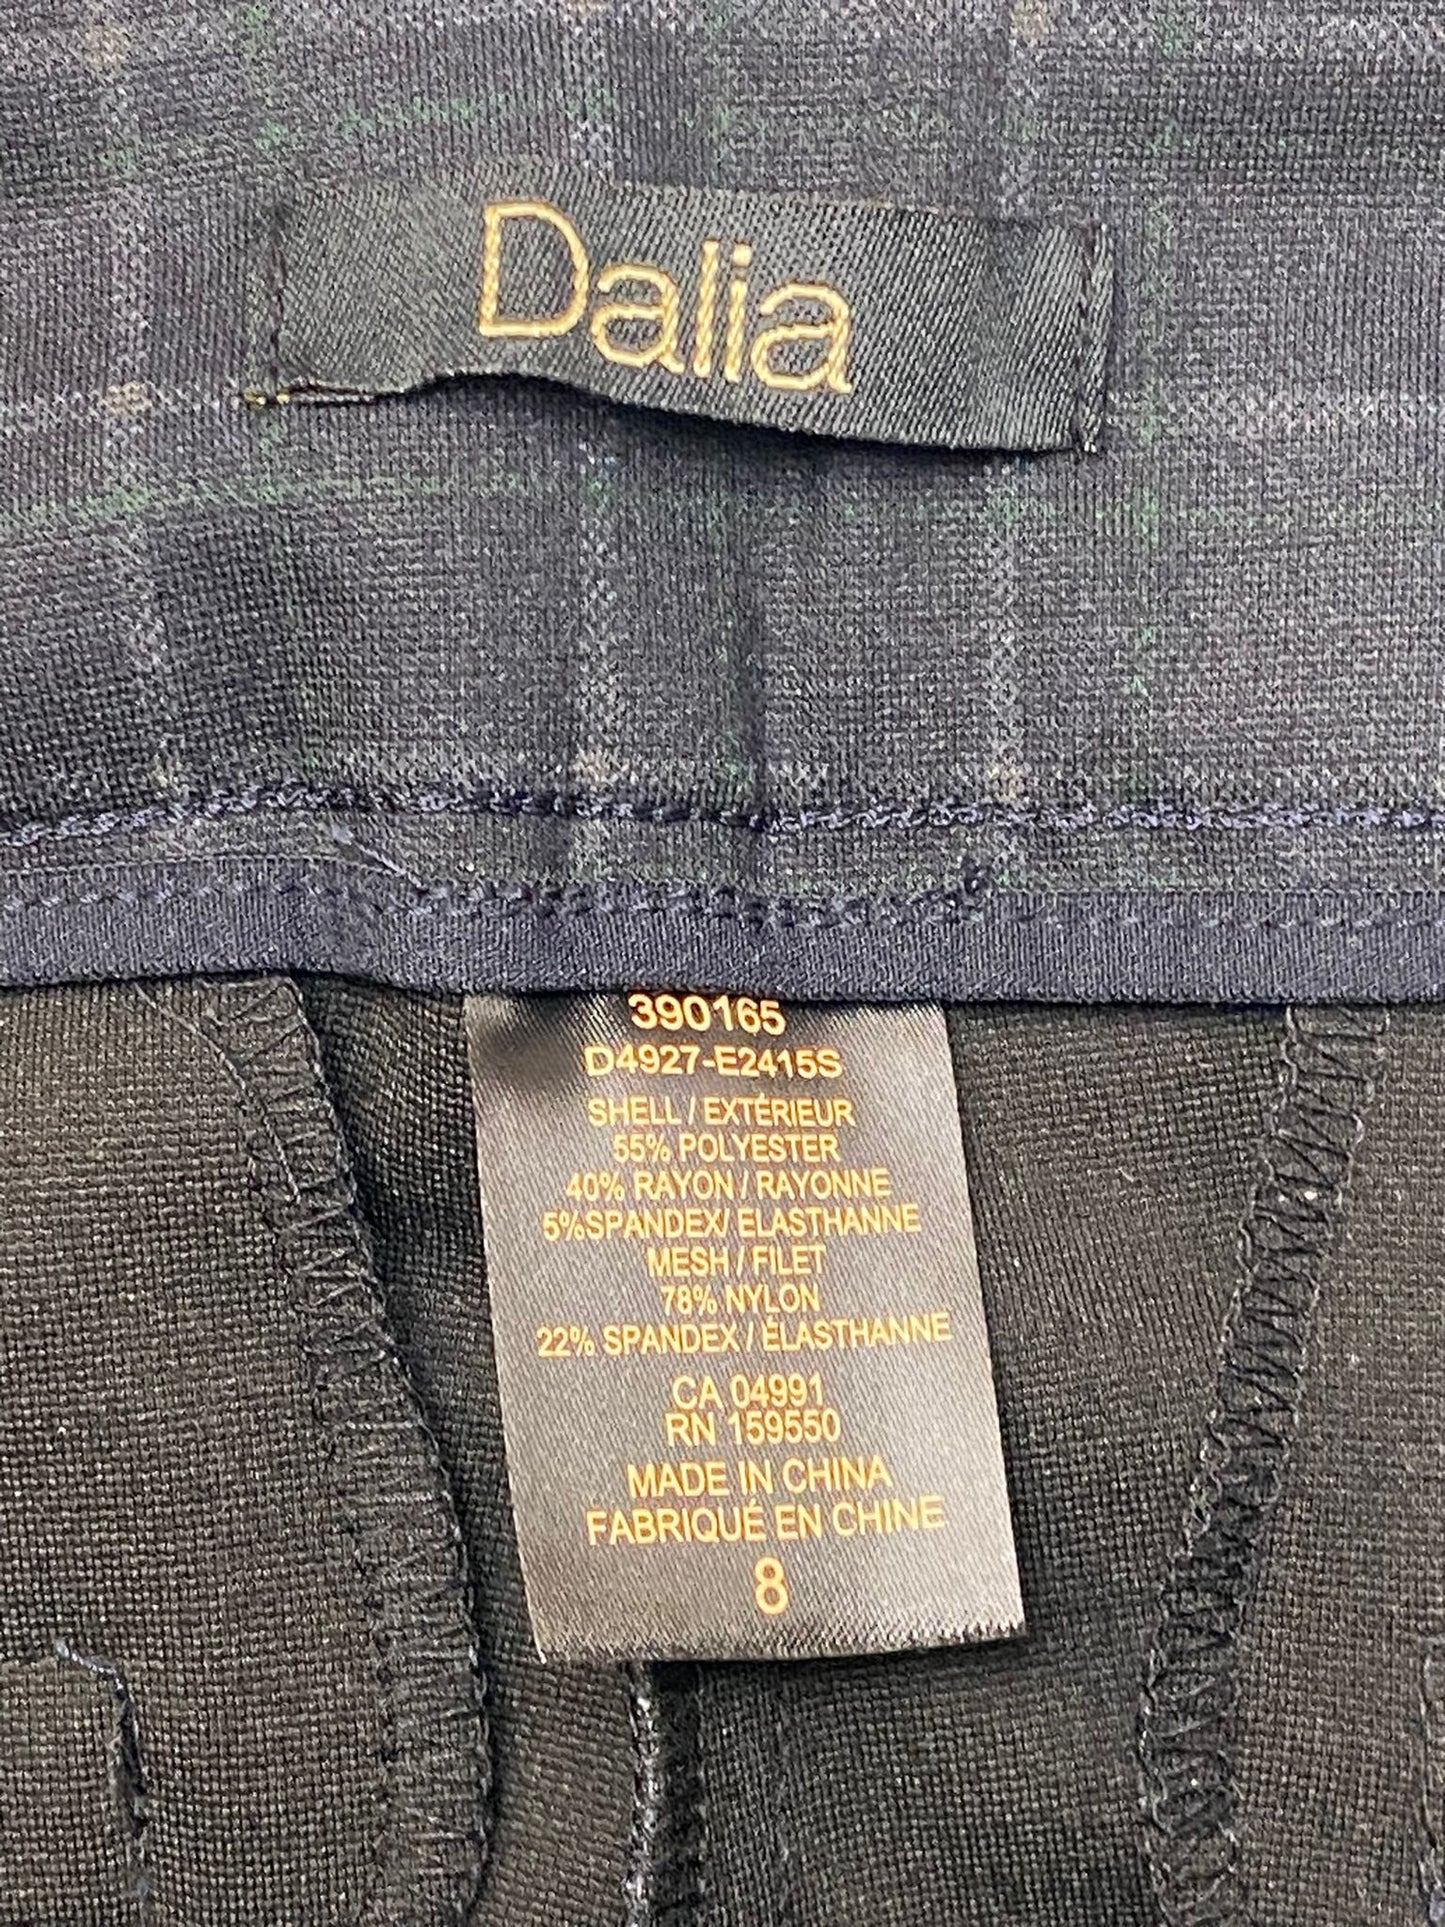 Dalia
390165
D4927-E2415S
SHELL / EXTÉRIEUR
55% POLYESTER
40% RAYON / RAYONNE
5%SPANDEX/ ELASTHANNE
MESH / FILET
78% NYLON
22% SPANDEX / ÉLASTHANNE
CA 04991
RN 159550
MADE IN CHINA
FABRIQUÉ EN CHINE
8